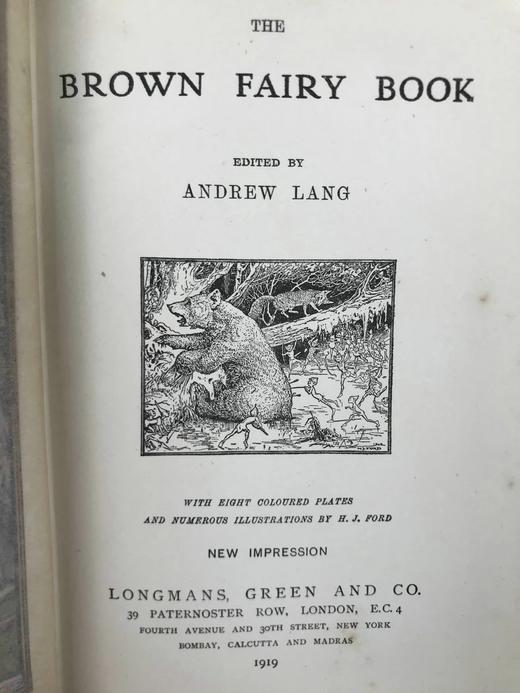 THE
BROWN FAIRY BOOK
EDITED BY
ANDREW LANG
WITH EIGHT COLOURED PLATES
AND NUMEROUS ILLUSTRATIONS BY H. J. FORD
NEW IMPRESSION
LONGMANS, GREEN AND CO.
39 PATERNOSTER ROW, LONDON, E.C. 4
FOURTH AVENUE AND 30TH STREET, NEW YORK
BOMBAY, CALCUTTA AND MADRAS
1919